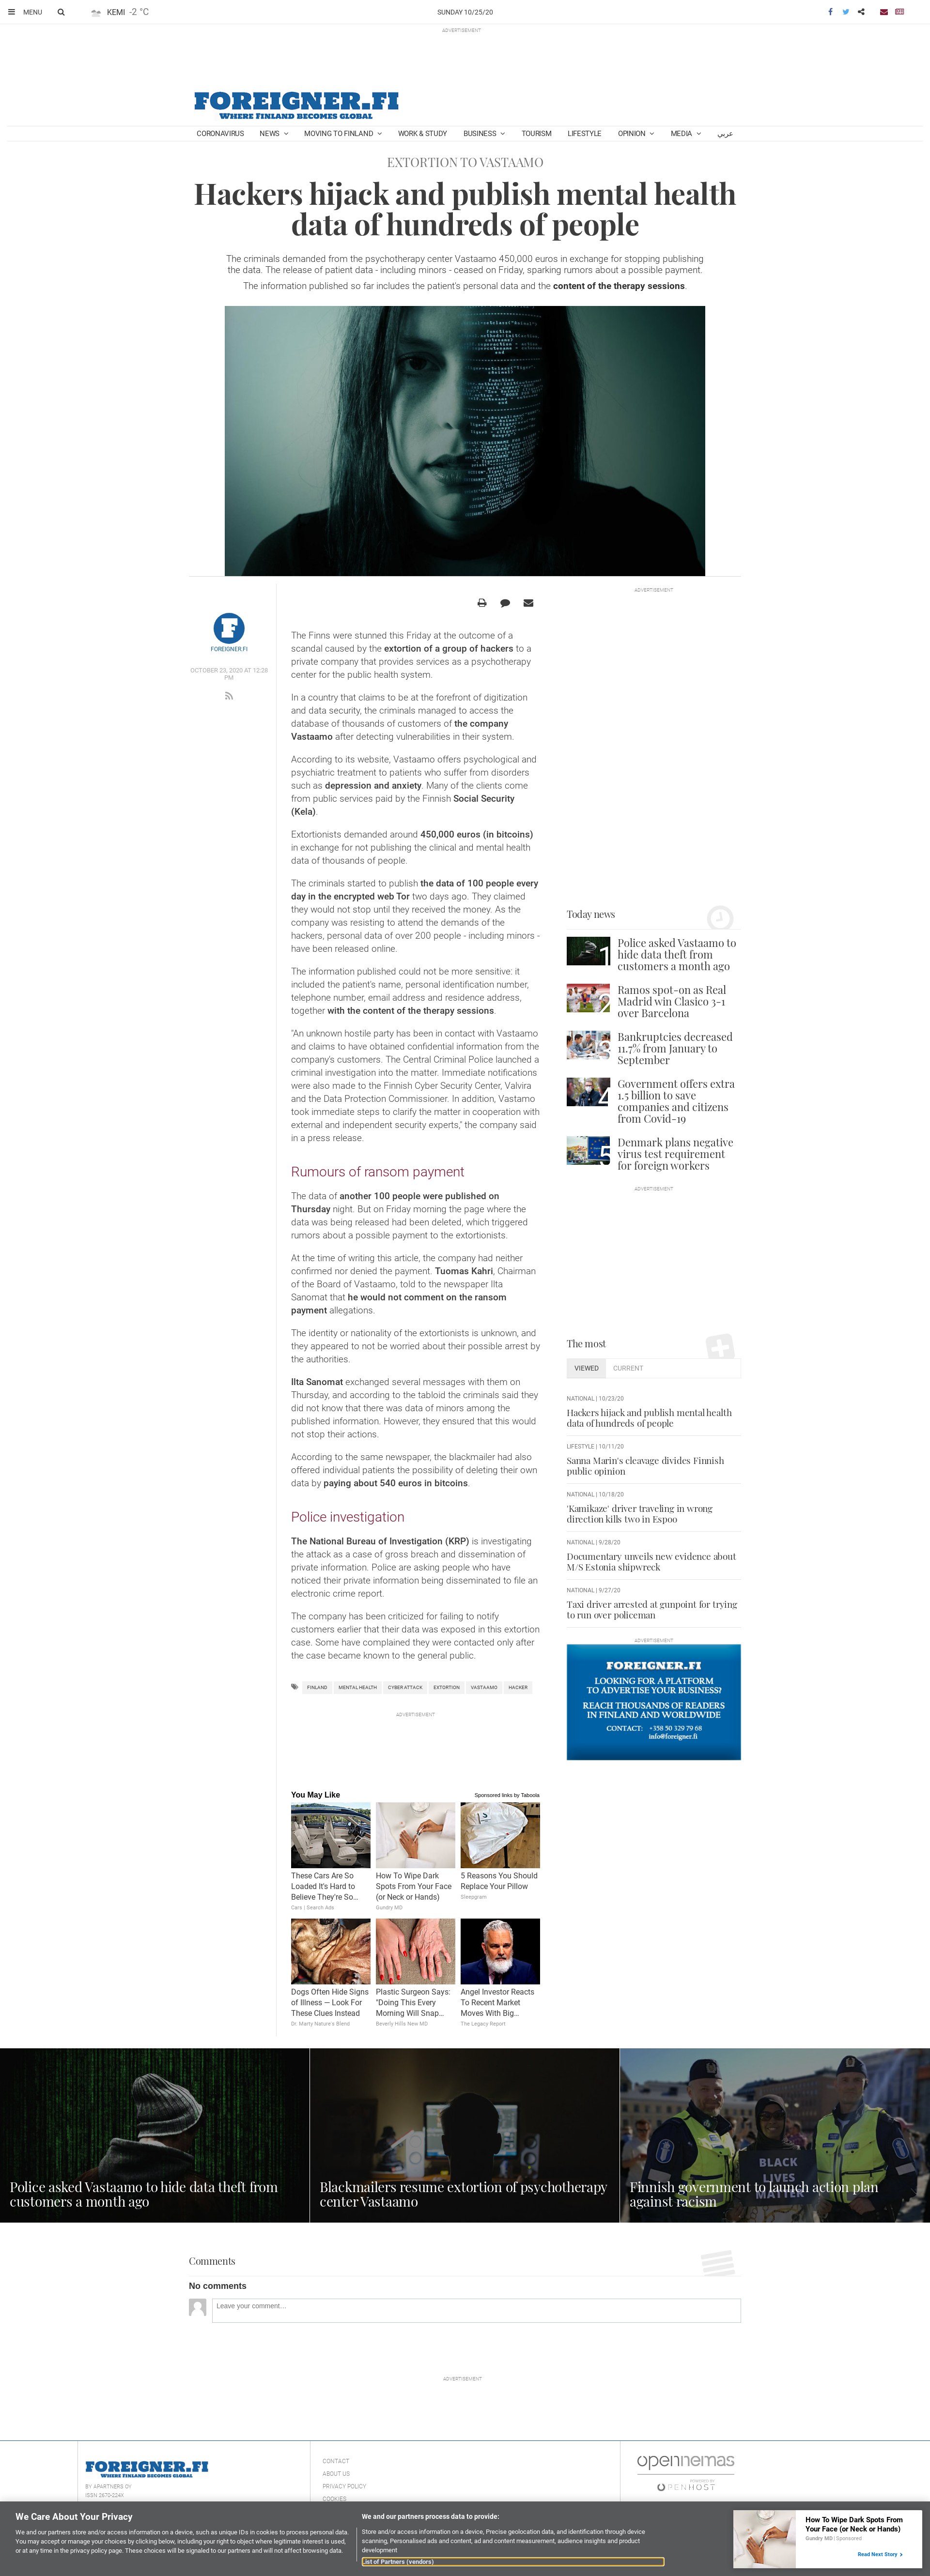 MENU
KEMI -2 °C
SUNDAY 10/25/20
ADVERTISEMENT
FOREIGNER.FI
WHERE FINLAND BECOMES GLOBAL
CORONAVIRUS NEWS MOVING TO FINLAND WORK & STUDY BUSINESS TOURISM LIFESTYLE OPINION MEDIA عربي
EXTORTION TO VASTAAMO
Hackers hijack and publish mental health
data of hundreds of people
The criminals demanded from the psychotherapy center Vastaamo 450,000 euros in exchange for stopping publishing
the data. The release of patient data - including minors - ceased on Friday, sparking rumors about a possible payment.
The information published so far includes the patient's personal data and the content of the therapy sessions.
FOREIGNER.FI
OCTOBER 23, 2020 AT 12:28
PM
The Finns were stunned this Friday at the outcome of a
scandal caused by the extortion of a group of hackers to a
private company that provides services as a psychotherapy
center for the public health system.
In a country that claims to be at the forefront of digitization
and data security, the criminals managed to access the
database of thousands of customers of the company
Vastaamo after detecting vulnerabilities in their system.
According to its website, Vastaamo offers psychological and
psychiatric treatment to patients who suffer from disorders
such as depression and anxiety. Many of the clients come
from public services paid by the Finnish Social Security
(Kela).
Extortionists demanded around 450,000 euros (in bitcoins)
in exchange for not publishing the clinical and mental health
data of thousands of people.
The criminals started to publish the data of 100 people every
day in the encrypted web Tor two days ago. They claimed
they would not stop until they received the money. As the
company was resisting to attend the demands of the
hackers, personal data of over 200 people - including minors -
have been released online.
The information published could not be more sensitive: it
included the patient's name, personal identification number,
telephone number, email address and residence address,
together with the content of the therapy sessions.
"An unknown hostile party has been in contact with Vastaamo
and claims to have obtained confidential information from the
company's customers. The Central Criminal Police launched a
criminal investigation into the matter. Immediate notifications
were also made to the Finnish Cyber Security Center, Valvira
and the Data Protection Commissioner. In addition, Vastamo
took immediate steps to clarify the matter in cooperation with
external and independent security experts," the company said
in a press release.
Rumours of ransom payment
The data of another 100 people were published on
Thursday night. But on Friday morning the page where the
data was being released had been deleted, which triggered
rumors about a possible payment to the extortionists.
At the time of writing this article, the company had neither
confirmed nor denied the payment. Tuomas Kahri, Chairman
of the Board of Vastaamo, told to the newspaper Ilta
Sanomat that he would not comment on the ransom
payment allegations.
The identity or nationality of the extortionists is unknown, and
they appeared not to be worried about their possible arrest by
the authorities.
Ilta Sanomat exchanged several messages with them on
Thursday, and according to the tabloid the criminals said they
did not know that there was data of minors among the
published information. However, they ensured that this would
not stop their actions.
According to the same newspaper, the blackmailer had also
offered individual patients the possibility of deleting their own
data by paying about 540 euros in bitcoins.
Police investigation
The National Bureau of Investigation (KRP) is investigating
the attack as a case of gross breach and dissemination of
private information. Police are asking people who have
noticed their private information being disseminated to file an
electronic crime report.
The company has been criticized for failing to notify
customers earlier that their data was exposed in this extortion
case. Some have complained they were contacted only after
the case became known to the general public.
FINLAND MENTAL HEALTH CYBER ATTACK EXTORTION VASTAAMO HACKER
ADVERTISEMENT
ADVERTISEMENT
Today news
1
Police asked Vastaamo to
hide data theft from
customers a month ago
2
Ramos spot-on as Real
Madrid win Clasico 3-1
over Barcelona
3
Bankruptcies decreased
11.7% from January to
September
4
Government offers extra
1.5 billion to save
companies and citizens
from Covid-19
5
Denmark plans negative
virus test requirement
for foreign workers
ADVERTISEMENT
The most
VIEWED CURRENT
NATIONAL | 10/23/20
Hackers hijack and publish mental health
data of hundreds of people
LIFESTYLE | 10/11/20
Sanna Marin's cleavage divides Finnish
public opinion
NATIONAL | 10/18/20
'Kamikaze' driver traveling in wrong
direction kills two in Espoo
NATIONAL | 9/28/20
Documentary unveils new evidence about
M/S Estonia shipwreck
NATIONAL | 9/27/20
Taxi driver arrested at gunpoint for trying
to run over policeman
ADVERTISEMENT
FOREIGNER.FI
LOOKING FOR A PLATFORM
TO ADVERTISE YOUR BUSINESS?
REACH THOUSANDS OF READERS
IN FINLAND AND WORLDWIDE
CONTACT: +358 50 329 79 68
info@foreigner.fi
You May Like
Sponsored links by Taboola
These Cars Are So
Loaded It's Hard to
Believe They're So…
Cars | Search Ads
How To Wipe Dark
Spots From Your Face
(or Neck or Hands)
Gundry MD
5 Reasons You Should
Replace Your Pillow
Sleepgram
Dogs Often Hide Signs
of Illness — Look For
These Clues Instead
Dr. Marty Nature's Blend
Plastic Surgeon Says:
"Doing This Every
Morning Will Snap…
Beverly Hills New MD
Angel Investor Reacts
To Recent Market
Moves With Big…
The Legacy Report
Police asked Vastaamo to hide data theft from
customers a month ago
Blackmailers resume extortion of psychotherapy
center Vastaamo
BLACK
LIVES
MATTER
Finnish government to launch action plan
against racism
Comments
No comments
Leave your comment...
ADVERTISEMENT
FOREIGNER.FI
WHERE FINLAND BECOMES GLOBAL
BY APARTNERS OY
ISSN 2670-224X
CONTACT
ABOUT US
PRIVACY POLICY
COOKIES
opennemas
OPENHOST
We Care About Your Privacy
We and our partners store and/or access information on a device, such as unique IDs in cookies to process personal data.
You may accept or manage your choices by clicking below, including your right to object where legitimate interest is used,
or at any time in the privacy policy page. These choices will be signaled to our partners and will not affect browsing data.
We and our partners process data to provide:
Store and/or access information on a device, Precise geolocation data, and identification through device
scanning, Personalised ads and content, ad and content measurement, audience insights and product
development
List of Partners (vendors)
How To Wipe Dark Spots From
Your Face (or Neck or Hands)
Gundry MD | Sponsored
Read Next Story